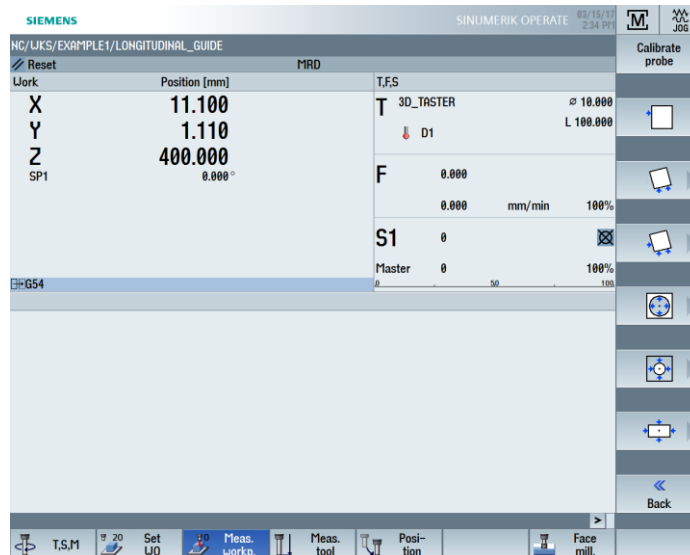 SIEMENS
SINUMERIK OPERATE
03/15/17
2:34 PM
M
JOG
NC/WKS/EXAMPLE1/LONGITUDINAL_GUIDE
Calibrate
probe
Reset
MRD
Work
Position [mm]
T,F,S
X 11.100
Y 1.110
Z 400.000
SP1 0.000°
T 3D_TASTER ⌀ 10.000
L 100.000
D1
F 0.000
0.000 mm/min 100%
S1 0
Master 0 100%
0 50 100
G54
Back
>
T,S,M
20
Set
WO
Meas.
workp.
Meas.
tool
Posi-
tion
Face
mill.